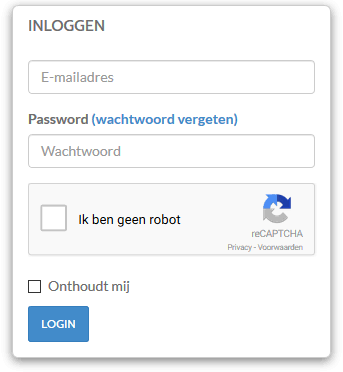 INLOGGEN
E-mailadres
Password (wachtwoord vergeten)
Wachtwoord
Ik ben geen robot
reCAPTCHA
Privacy - Voorwaarden
Onthoudt mij
LOGIN